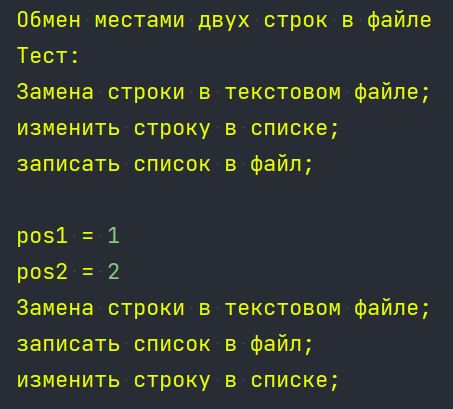 Обмен местами двух строк в файле
Тест:
Замена строки в текстовом файле;
изменить строку в списке;
записать список в файл;

pos1 = 1
pos2 = 2
Замена строки в текстовом файле;
записать список в файл;
изменить строку в списке;